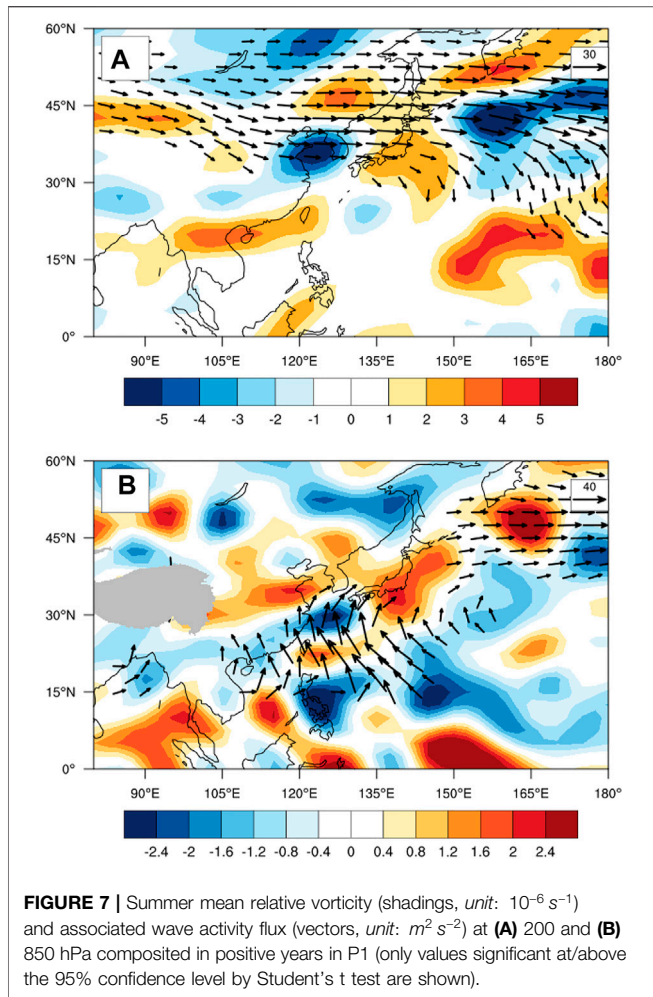 60°N
A
30
45°N
30°N
15°N
0°
90°E 105°E 120°E 135°E 150°E 165°E 180°
-5 -4 -3 -2 -1 0 1 2 3 4 5
60°N
B
40
45°N
30°N
15°N
0°
90°E 105°E 120°E 135°E 150°E 165°E 180°
-2.4 -2 -1.6 -1.2 -0.8 -0.4 0 0.4 0.8 1.2 1.6 2 2.4
FIGURE 7 | Summer mean relative vorticity (shadings, unit: 10⁻⁶ s⁻¹)
and associated wave activity flux (vectors, unit: m² s⁻²) at (A) 200 and (B)
850 hPa composited in positive years in P1 (only values significant at/above
the 95% confidence level by Student's t test are shown).